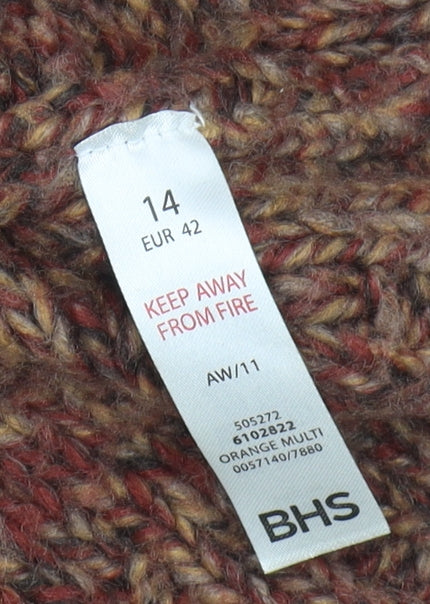 14
EUR 42
KEEP AWAY
FROM FIRE
AW/11
505272
6102822
ORANGE MULTI
0057140/7880
BHS